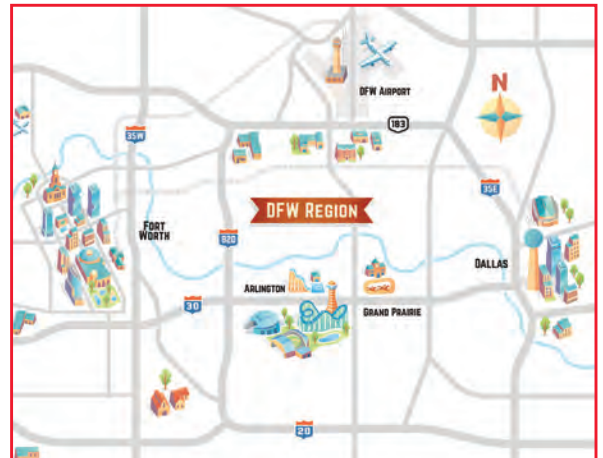 DFW AIRPORT
N
183
35W
35E
DFW REGION
FORT
WORTH
820
DALLAS
ARLINGTON
30
GRAND PRAIRIE
20